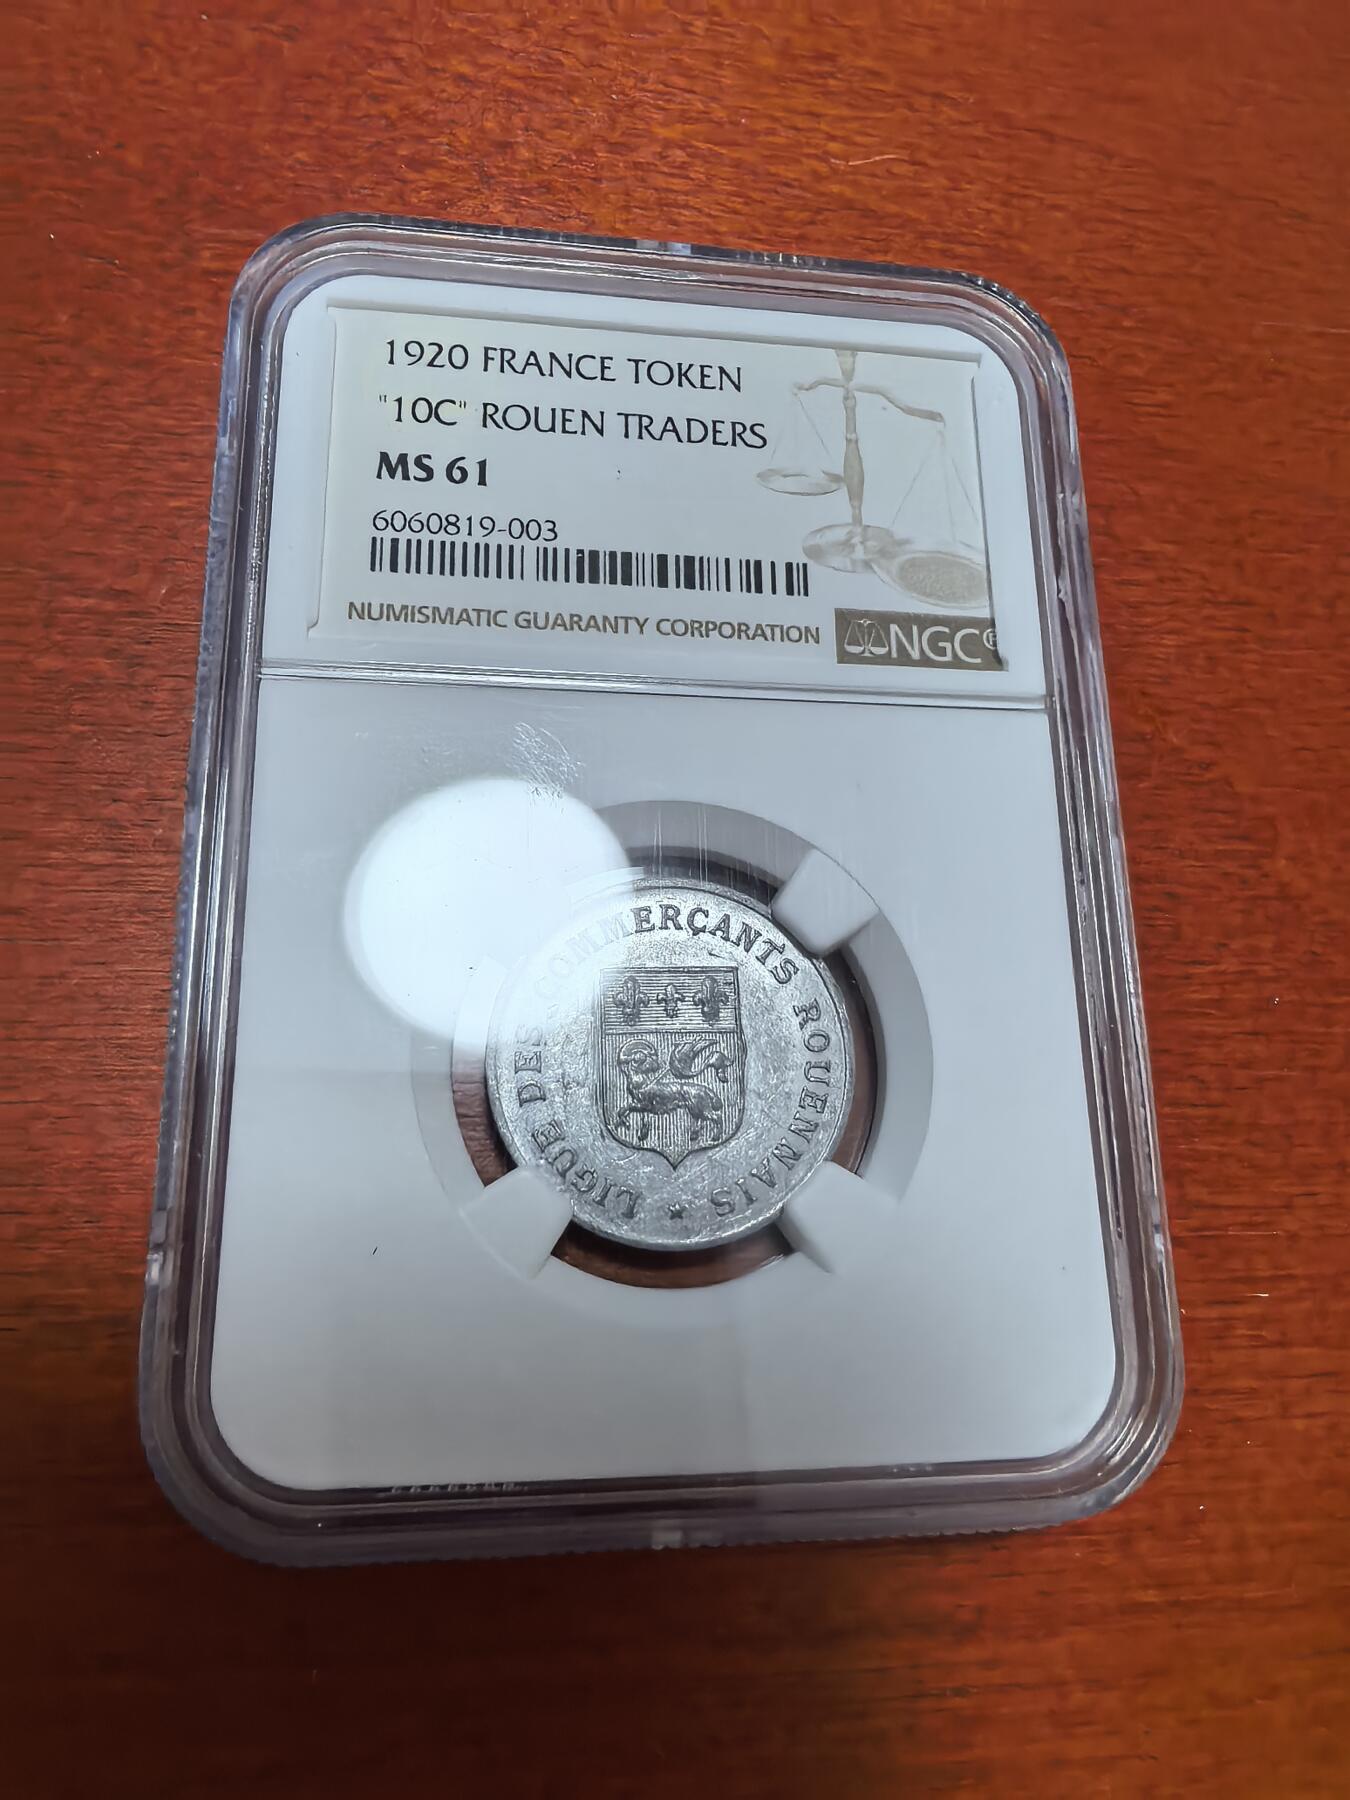 1920 FRANCE TOKEN
"10C" ROUEN TRADERS
MS 61
6060819-003
NUMISMATIC GUARANTY CORPORATION
NGC®
LIGUE DES COMMERÇANTS ROUENNAIS